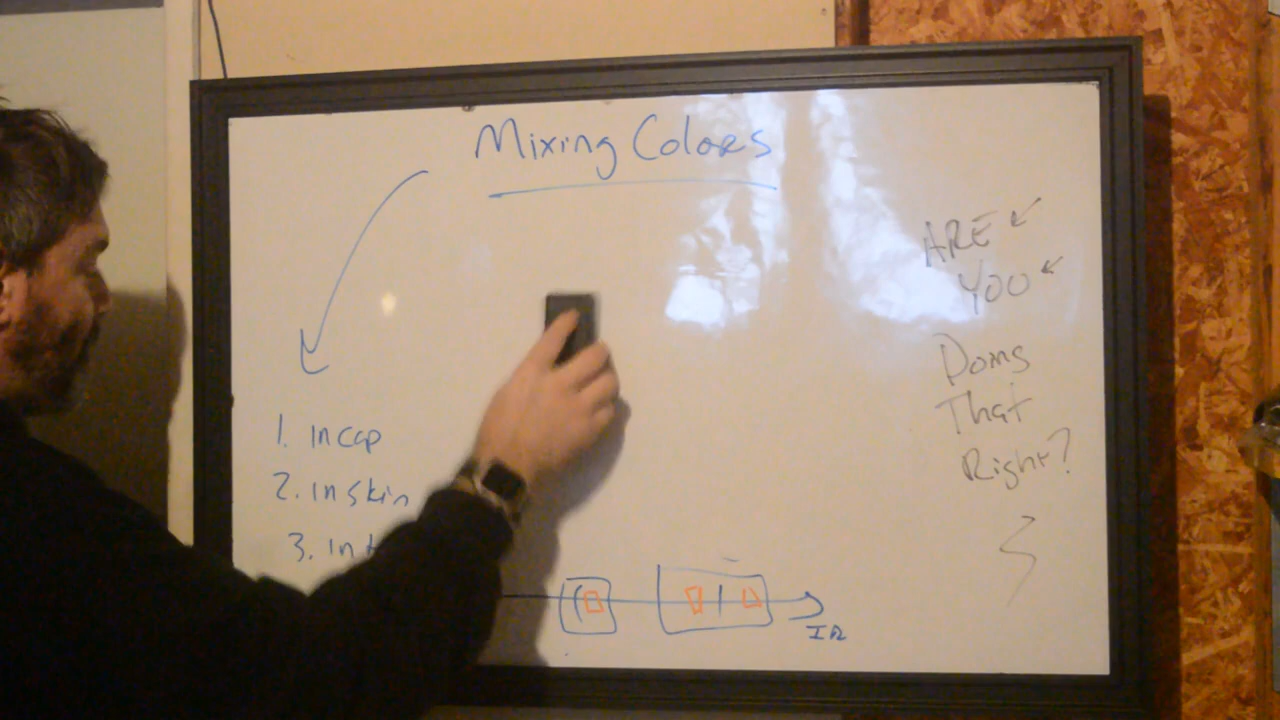 Mixing Colors
ARE
YOU
Doing
That
Right?
1. in cap
2. in skin
3. in